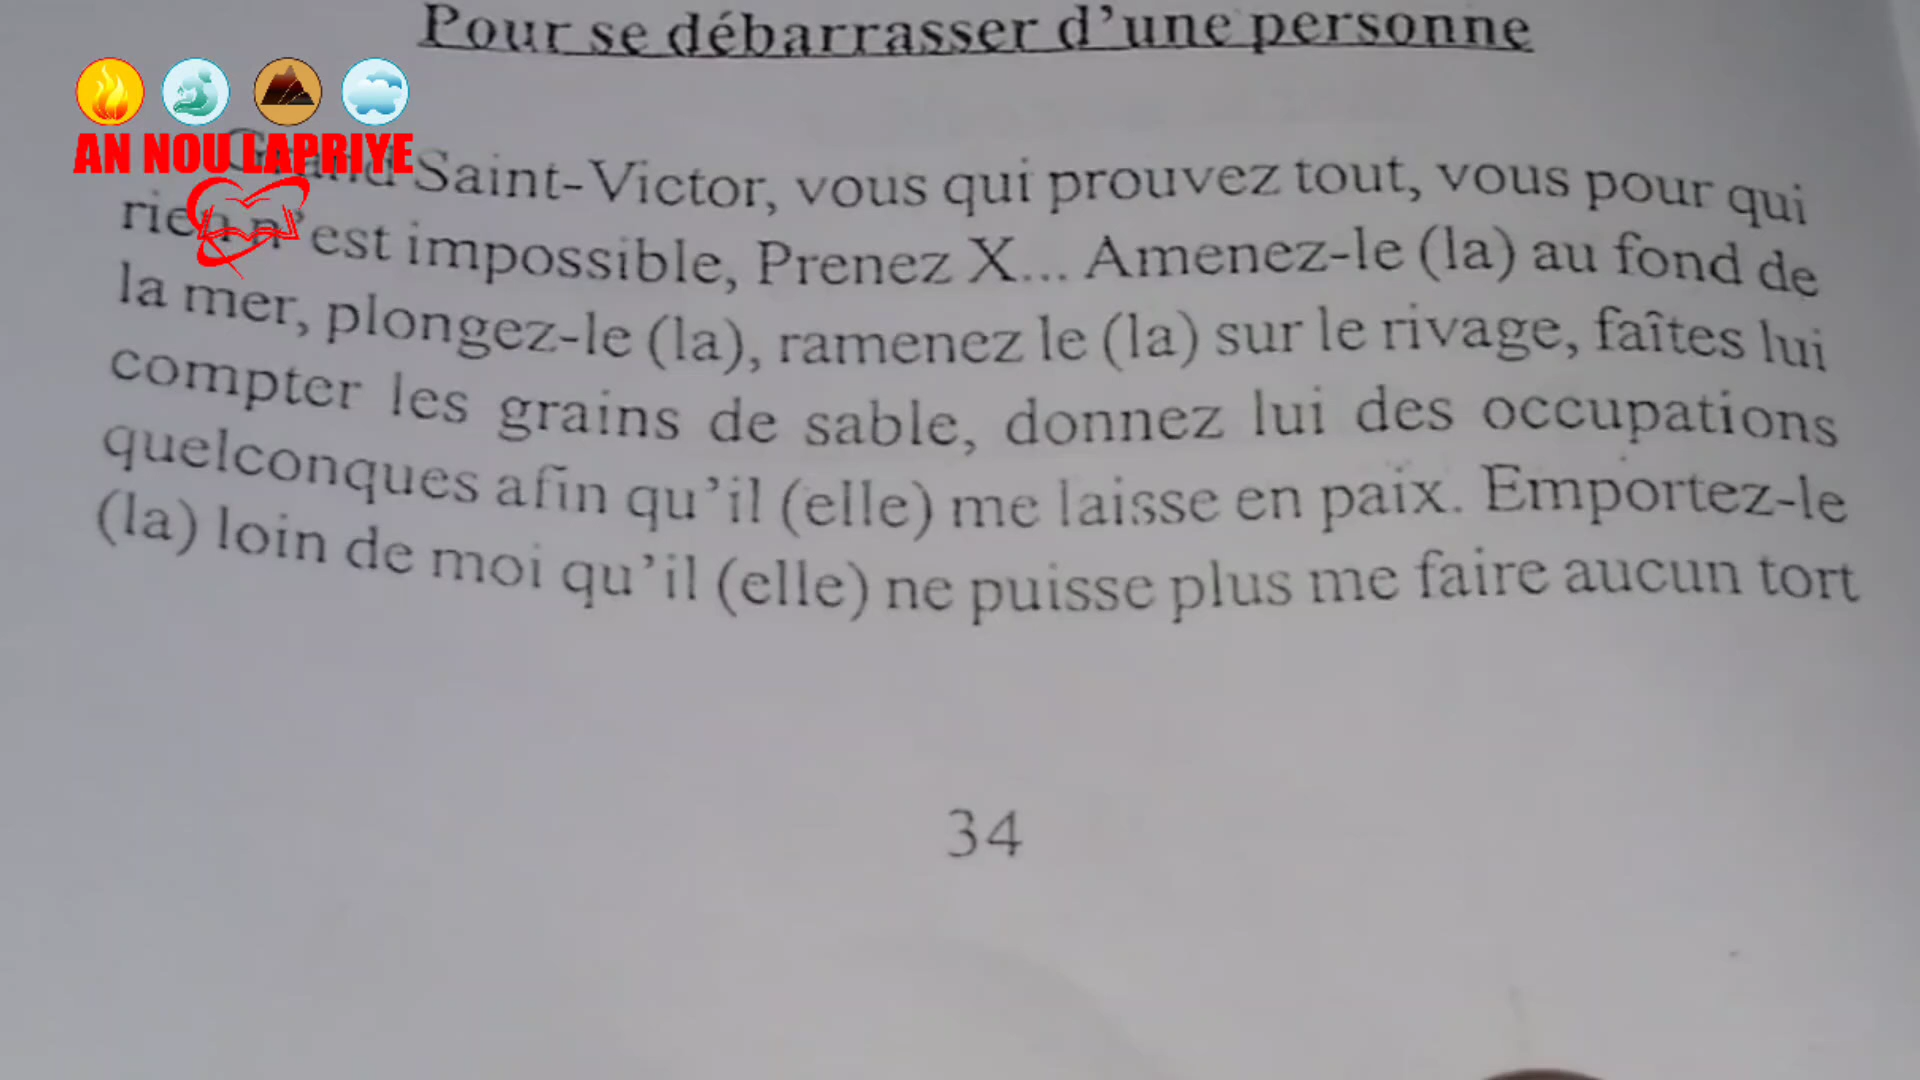 Pour se débarrasser d'une personne
AN NOU LAPRIYE
Grand Saint-Victor, vous qui prouvez tout, vous pour qui
rien n'est impossible, Prenez X... Amenez-le (la) au fond de
la mer, plongez-le (la), ramenez le (la) sur le rivage, faîtes lui
compter les grains de sable, donnez lui des occupations
quelconques afin qu'il (elle) me laisse en paix. Emportez-le
(la) loin de moi qu'il (elle) ne puisse plus me faire aucun tort
34